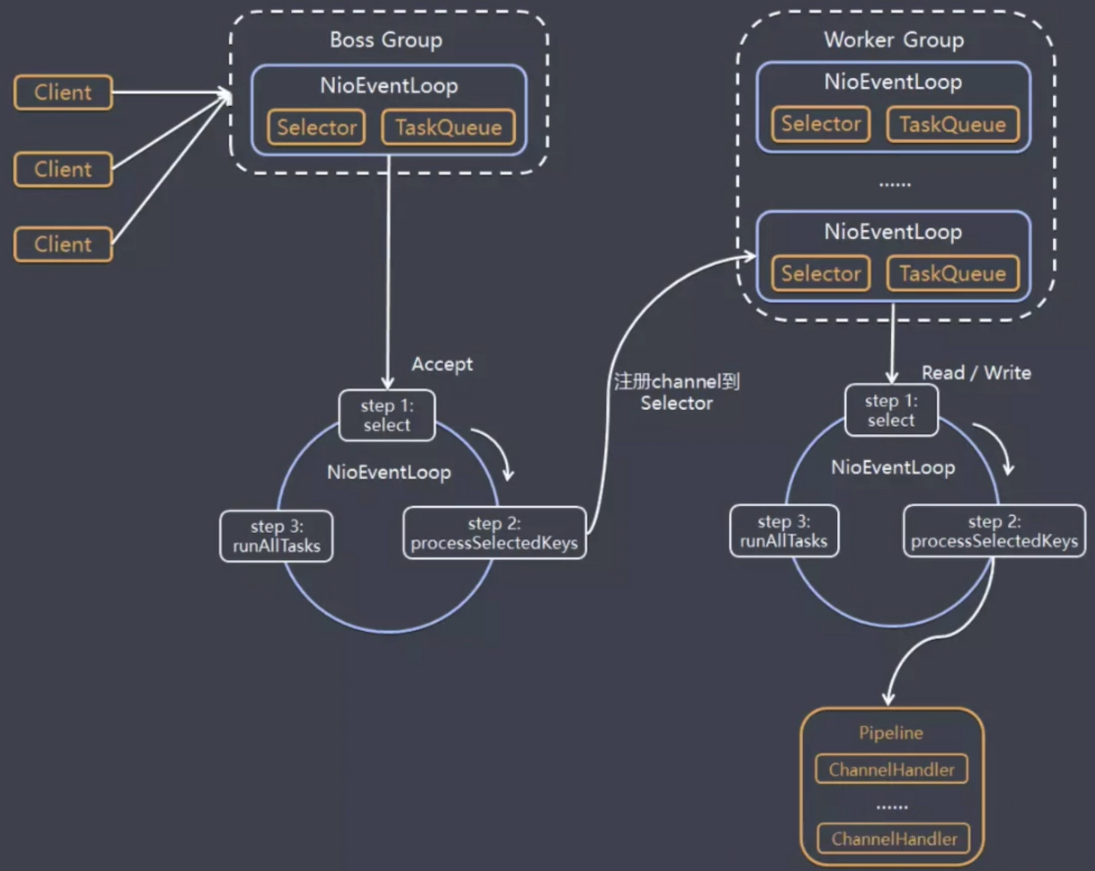 Boss Group
NioEventLoop
Selector
TaskQueue
Client
Client
Client
Accept
step 1:
select
NioEventLoop
step 2:
processSelectedKeys
step 3:
runAllTasks
注册channel到
Selector
Worker Group
NioEventLoop
Selector
TaskQueue
......
NioEventLoop
Selector
TaskQueue
Read / Write
step 1:
select
NioEventLoop
step 2:
processSelectedKeys
step 3:
runAllTasks
Pipeline
ChannelHandler
......
ChannelHandler